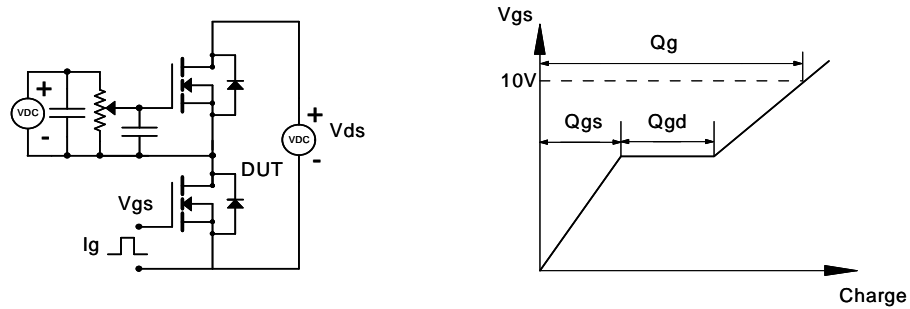 +
VDC
-
+
VDC
-
Vds
DUT
Vgs
Ig
Vgs
Qg
10V
Qgs
Qgd
Charge